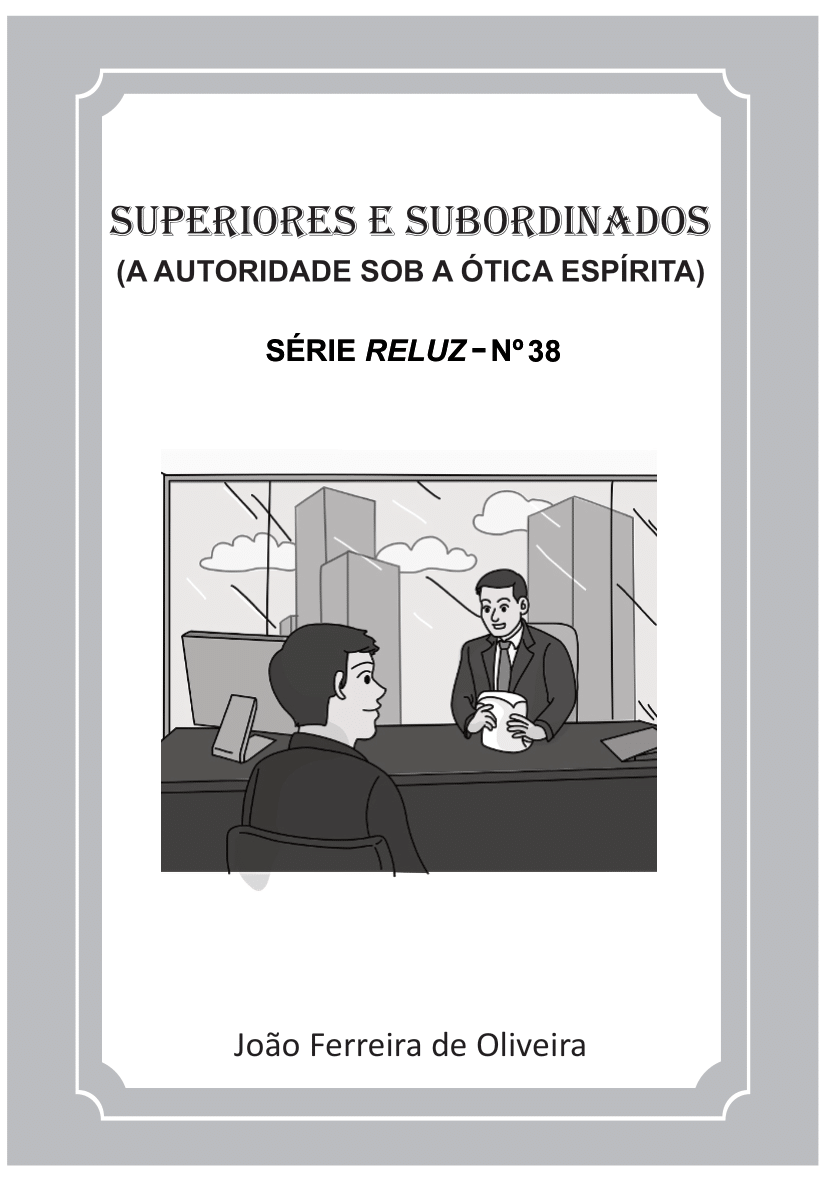 SUPERIORES E SUBORDINADOS
(A AUTORIDADE SOB A ÓTICA ESPÍRITA)
SÉRIE RELUZ - Nº 38
João Ferreira de Oliveira